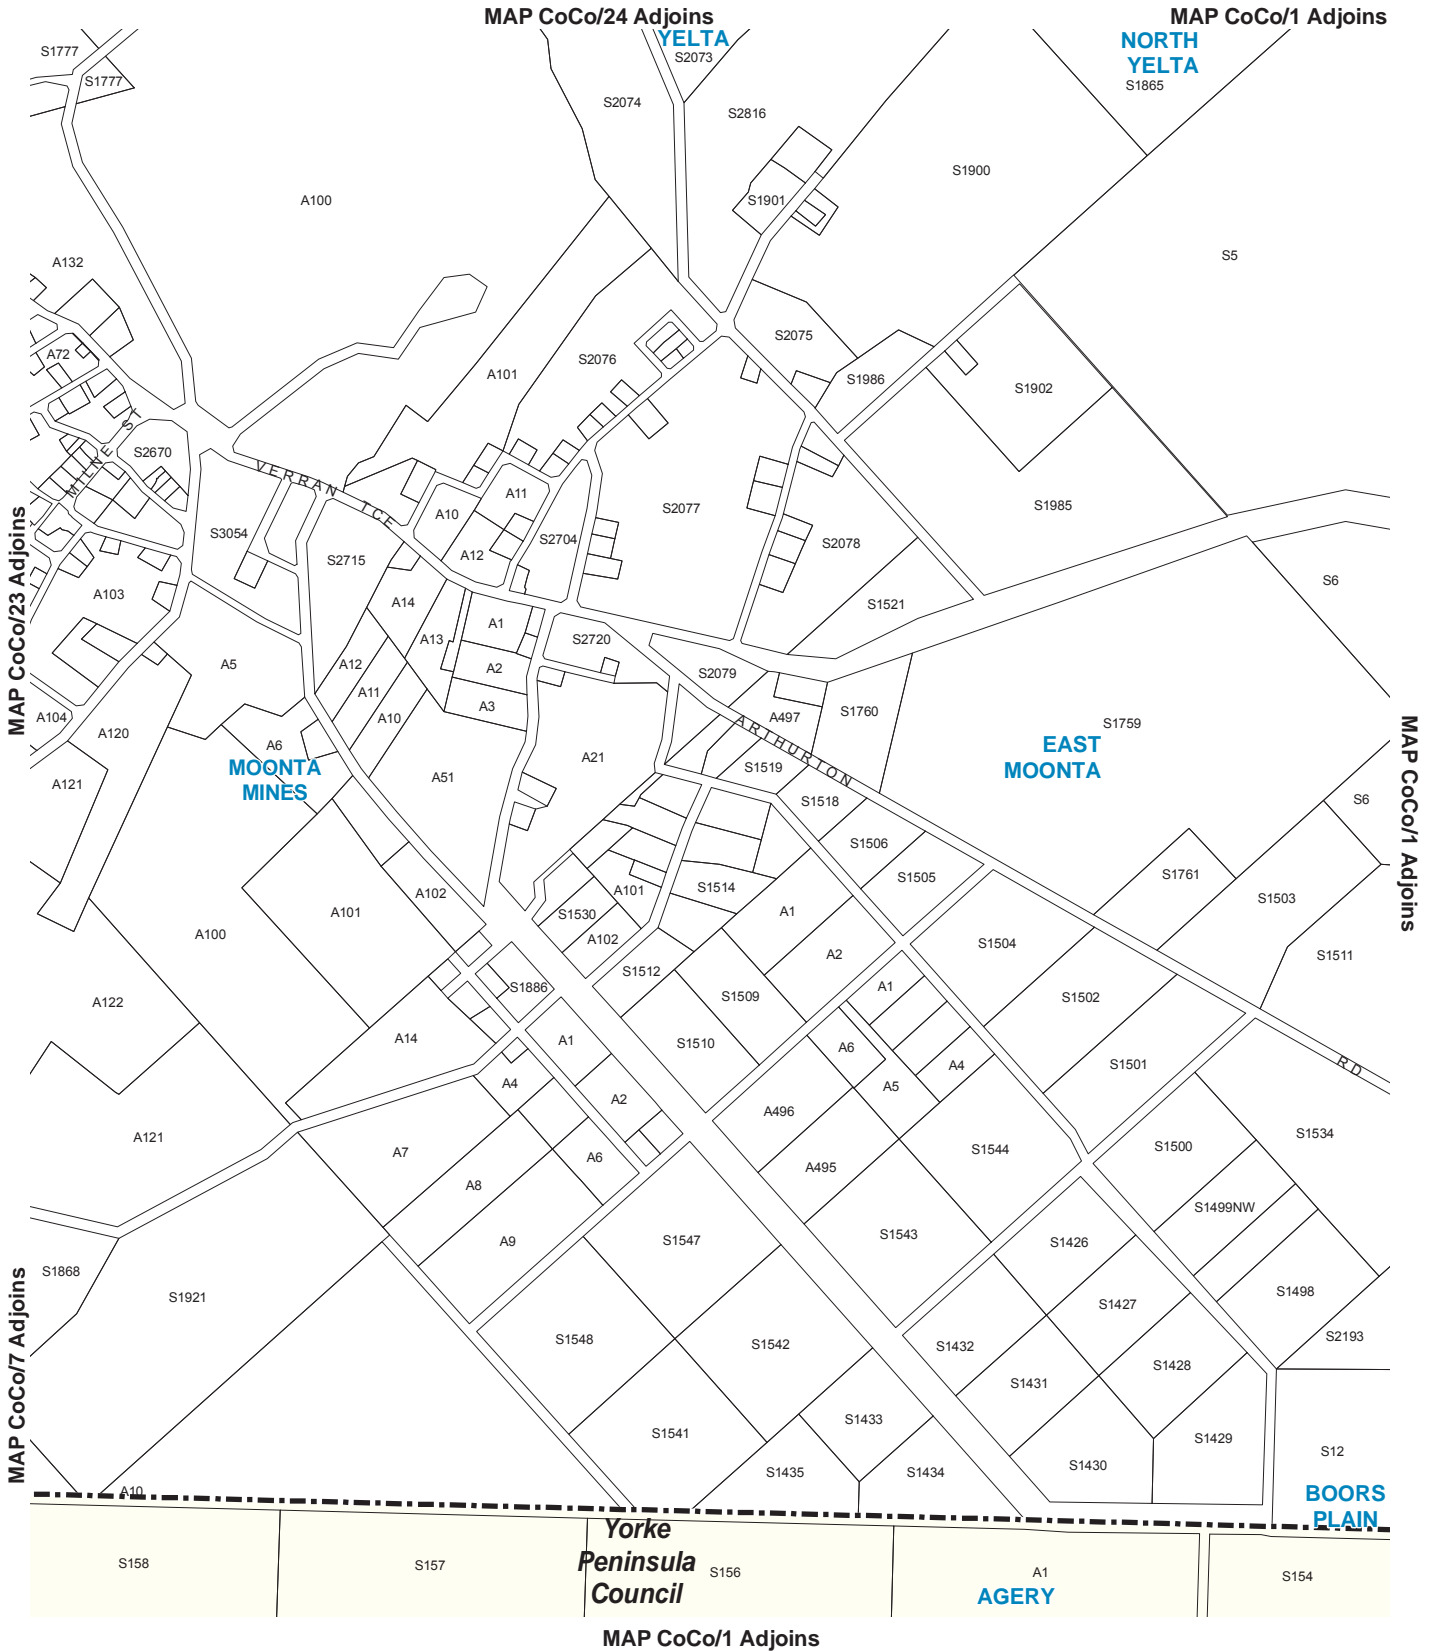 MAP CoCo/24 Adjoins
MAP CoCo/1 Adjoins
YELTA
NORTH
YELTA
S1777
S2073
S1777
S1865
S2074
S2816
S1900
A100
S1901
S5
A132
S2075
A72
S2076
S1986
A101
S1902
MILNE ST
S2670
VERRAN TCE
A11
S2077
S1985
A10
S3054
S2704
S2078
A12
S2715
MAP CoCo/23 Adjoins
S6
A103
A14
S1521
A1
A13
S2720
A5
A12
A2
S2079
A11
A3
S1760
A104
A10
A497
S1759
A120
ARTHURTON
A6
EAST
MOONTA
MOONTA
MINES
A21
S1519
A51
A121
S1518
S6
MAP CoCo/1 Adjoins
S1506
S1761
S1505
A102
A101
S1514
S1503
A101
A1
S1530
A100
A102
S1504
A2
S1511
S1512
S1886
A1
S1509
S1502
A122
A14
A1
S1510
A6
A4
S1501
RD
A4
A5
A2
A496
A121
S1534
A7
S1544
S1500
A6
A495
A8
S1499NW
S1543
A9
S1547
S1426
S1868
S1498
S1921
S1427
MAP CoCo/7 Adjoins
S1548
S1542
S1432
S2193
S1428
S1431
S1433
S1541
S1429
S12
S1435
S1434
S1430
A10
BOORS
PLAIN
Yorke
Peninsula
Council
S158
S157
S156
A1
S154
AGERY
MAP CoCo/1 Adjoins